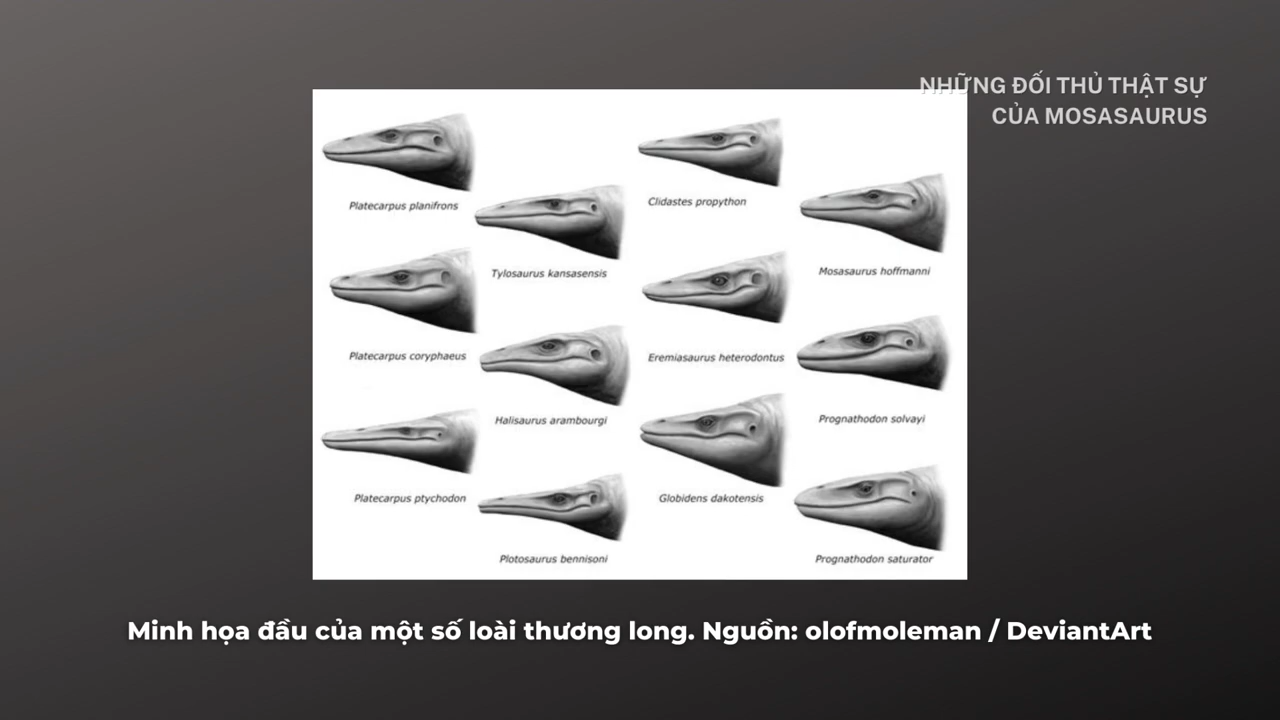 NHỮNG ĐỐI THỦ THẬT SỰ
CỦA MOSASAURUS
Platecarpus planifrons
Clidastes propython
Tylosaurus kansasensis
Mosasaurus hoffmanni
Platecarpus coryphaeus
Eremiasaurus heterodontus
Halisaurus arambourgi
Prognathodon solvayi
Platecarpus ptychodon
Globidens dakotensis
Plotosaurus bennisoni
Prognathodon saturator
Minh họa đầu của một số loài thương long. Nguồn: olofmoleman / DeviantArt